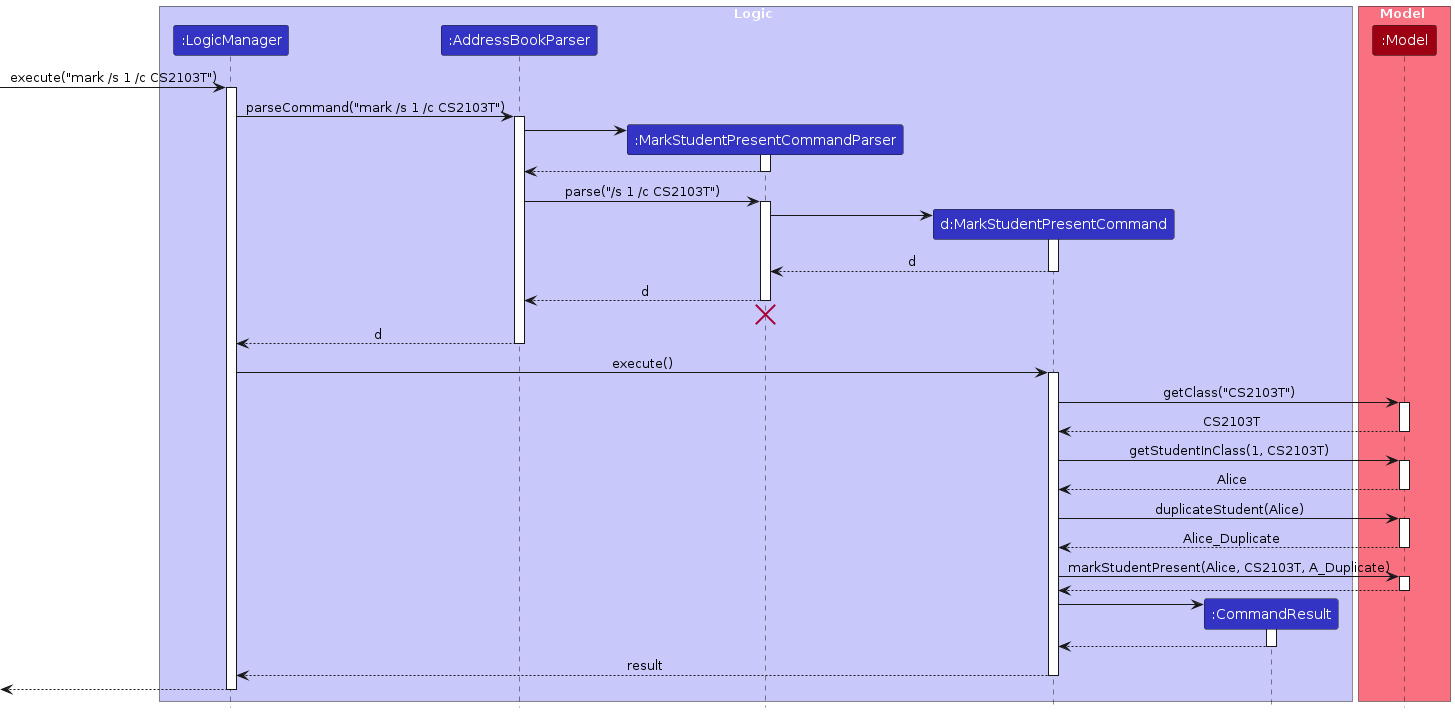 Logic
Model
:LogicManager
:AddressBookParser
:Model
execute("mark /s 1 /c CS2103T")
parseCommand("mark /s 1 /c CS2103T")
:MarkStudentPresentCommandParser
parse("/s 1 /c CS2103T")
d:MarkStudentPresentCommand
d
d
d
execute()
getClass("CS2103T")
CS2103T
getStudentInClass(1, CS2103T)
Alice
duplicateStudent(Alice)
Alice_Duplicate
markStudentPresent(Alice, CS2103T, A_Duplicate)
:CommandResult
result